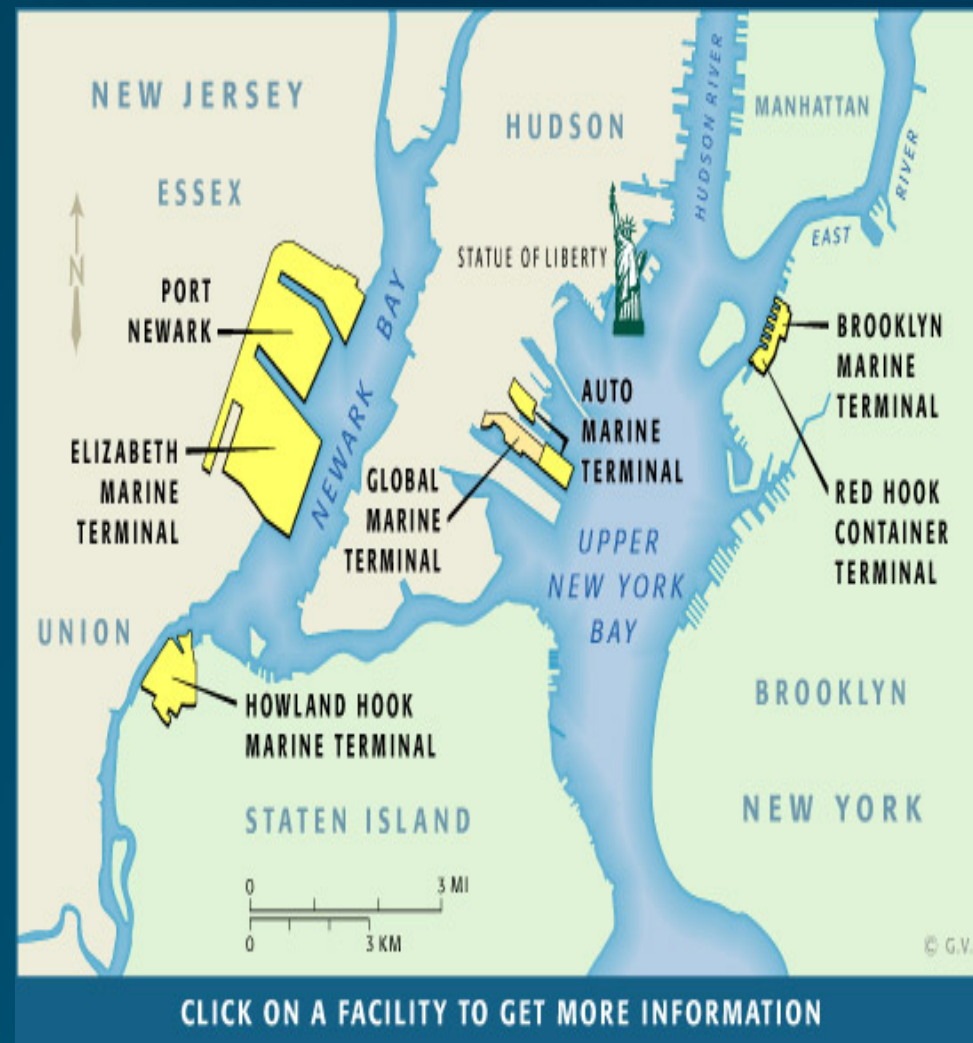 NEW JERSEY
HUDSON
MANHATTAN
HUDSON RIVER
ESSEX
EAST
RIVER
N
STATUE OF LIBERTY
PORT
NEWARK
NEWARK BAY
BROOKLYN
MARINE
TERMINAL
AUTO
MARINE
TERMINAL
ELIZABETH
MARINE
TERMINAL
GLOBAL
MARINE
TERMINAL
RED HOOK
CONTAINER
TERMINAL
UPPER
NEW YORK
BAY
UNION
HOWLAND HOOK
MARINE TERMINAL
BROOKLYN
STATEN ISLAND
NEW YORK
0 3 MI
0 3 KM
© G.V.
CLICK ON A FACILITY TO GET MORE INFORMATION